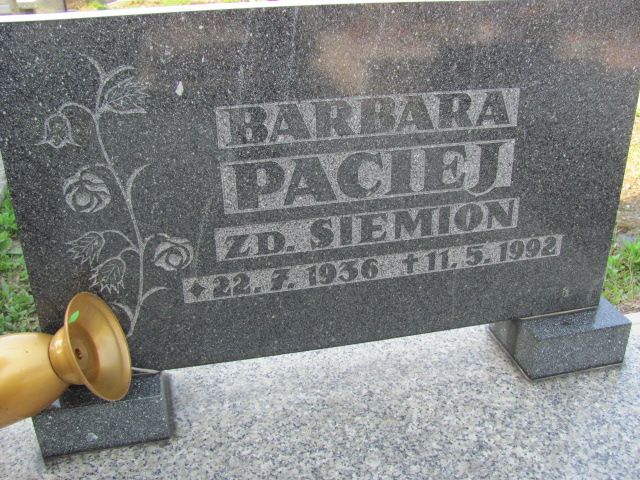 BARBARA
PACIEJ
ZD. SIEMION
* 22. 7. 1936 † 11. 5. 1992